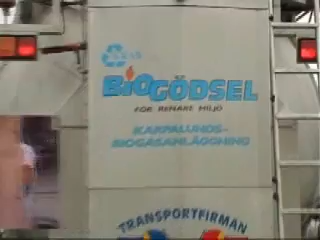 BIOGÖDSEL
FÖR RENARE MILJÖ
KARPALUNDS-
BIOGASANLÄGGNING
TRANSPORTFIRMAN